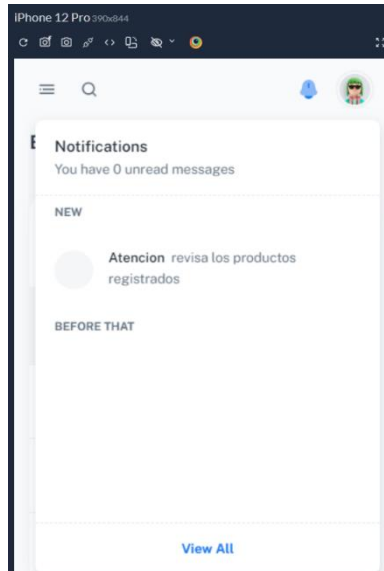 iPhone 12 Pro 390x844
Notifications
You have 0 unread messages
NEW
Atencion revisa los productos
registrados
BEFORE THAT
View All